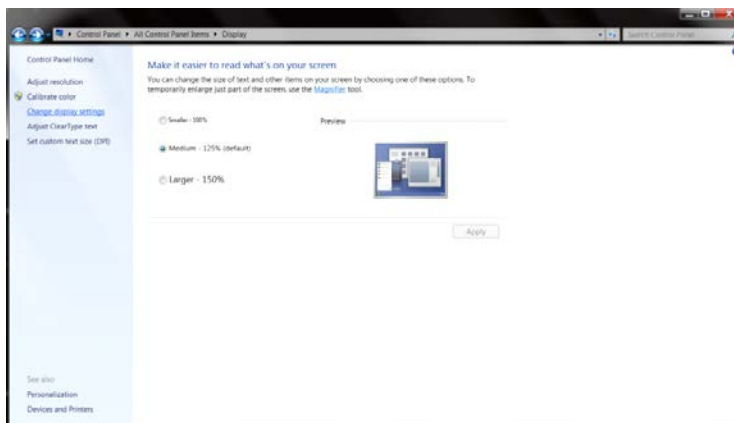 Control Panel ▸ All Control Panel Items ▸ Display
Search Control Panel
Control Panel Home
Adjust resolution
Calibrate color
Change display settings
Adjust ClearType text
Set custom text size (DPI)
Make it easier to read what's on your screen
You can change the size of text and other items on your screen by choosing one of these options. To
temporarily enlarge just part of the screen, use the Magnifier tool.
Smaller - 100%
Preview
Medium - 125% (default)
Larger - 150%
Apply
See also
Personalization
Devices and Printers